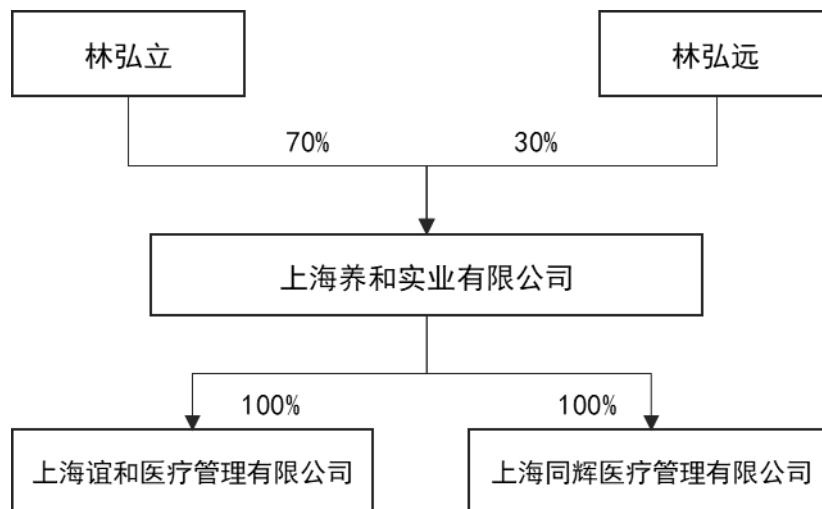 林弘立
林弘远
70%
30%
上海养和实业有限公司
100%
100%
上海谊和医疗管理有限公司
上海同辉医疗管理有限公司